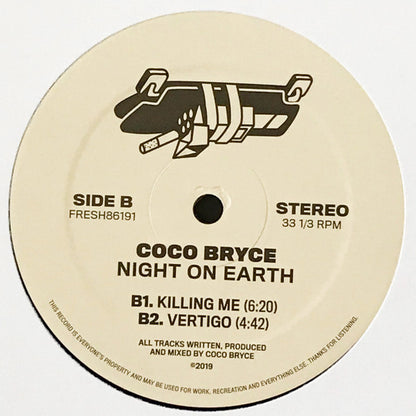 SIDE B
FRESH86191
STEREO
33 1/3 RPM
COCO BRYCE
NIGHT ON EARTH
B1. KILLING ME (6:20)
B2. VERTIGO (4:42)
ALL TRACKS WRITTEN, PRODUCED
AND MIXED BY COCO BRYCE
©2019
THIS RECORD IS EVERYONE'S PROPERTY AND MAY BE USED FOR WORK, RECREATION AND EVERYTHING ELSE. THANKS FOR LISTENING.